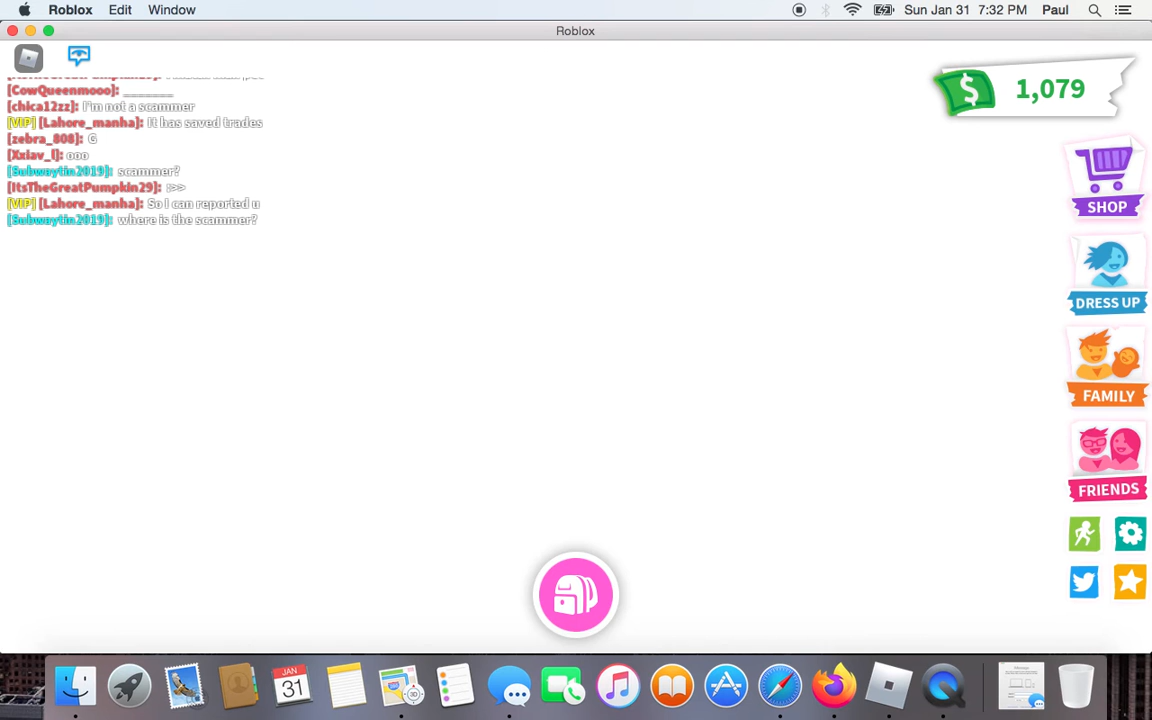 Roblox Edit Window Sun Jan 31 7:32 PM Paul
Roblox
[CowQueenmooo]: _______
[chica12zz]: I'm not a scammer
[VIP] [Lahore_manha]: It has saved trades
[zebra_808]: G
[Xxiav_l]: ooo
[Subwaytin2019]: scammer?
[ItsTheGreatPumpkin29]: ;>>
[VIP] [Lahore_manha]: So I can reported u
[Subwaytin2019]: where is the scammer?
$ 1,079
SHOP
DRESS UP
FAMILY
FRIENDS
JAN
31
3D